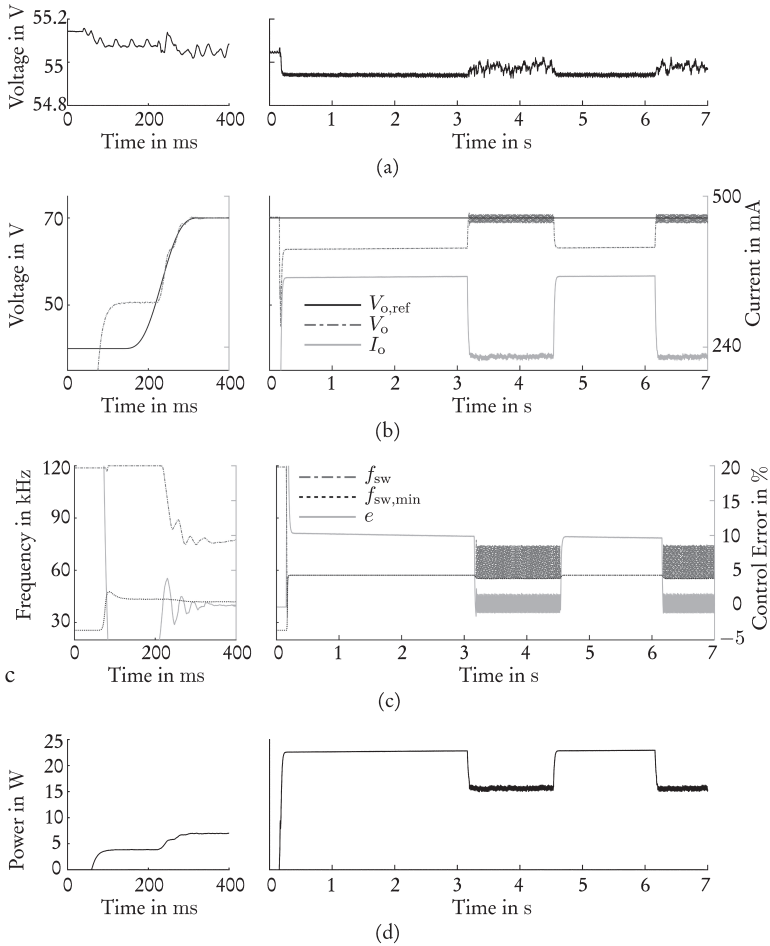 55.2
55
54.8
Voltage in V
0 200 400
Time in ms
0 1 2 3 4 5 6 7
Time in s
(a)
70
50
Voltage in V
0 200 400
Time in ms
500
240
Current in mA
V_o,ref
V_o
I_o
0 1 2 3 4 5 6 7
Time in s
(b)
120
90
60
30
Frequency in kHz
0 200 400
Time in ms
f_sw
f_sw,min
e
20
15
10
5
0
−5
Control Error in %
0 1 2 3 4 5 6 7
Time in s
c
(c)
25
20
15
10
5
0
Power in W
0 200 400
Time in ms
0 1 2 3 4 5 6 7
Time in s
(d)